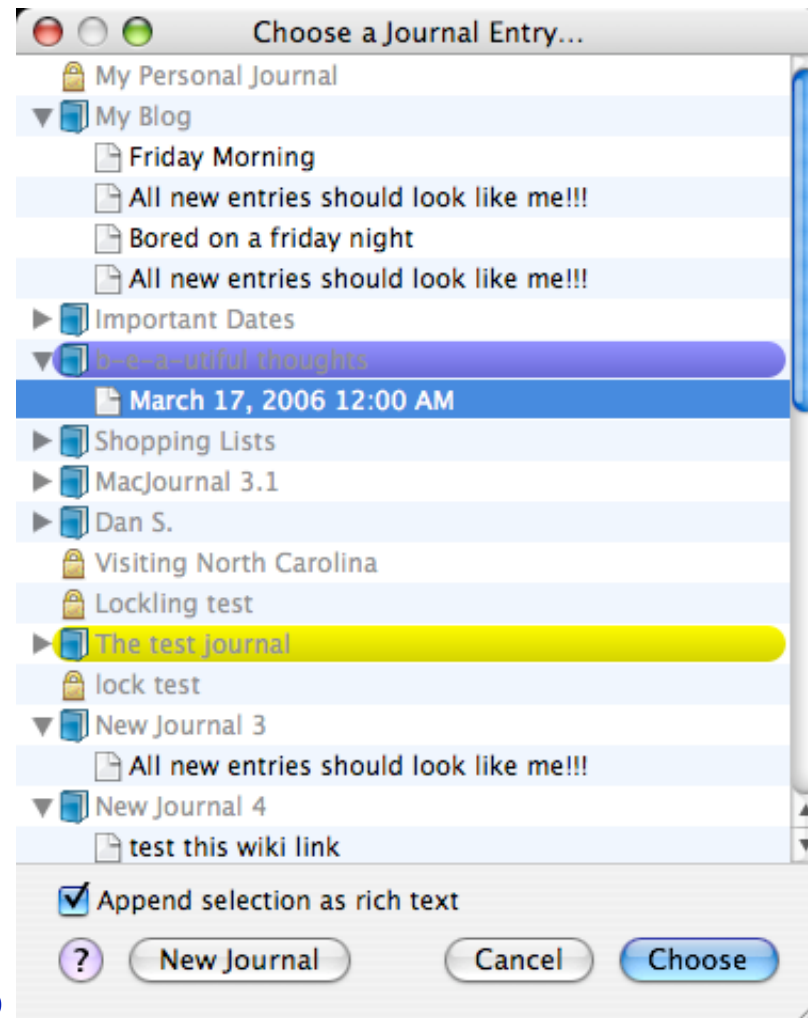 Choose a Journal Entry...
My Personal Journal
My Blog
Friday Morning
All new entries should look like me!!!
Bored on a friday night
All new entries should look like me!!!
Important Dates
b-e-a-utiful thoughts
March 17, 2006 12:00 AM
Shopping Lists
MacJournal 3.1
Dan S.
Visiting North Carolina
Lockling test
The test journal
lock test
New Journal 3
All new entries should look like me!!!
New Journal 4
test this wiki link
Append selection as rich text
? New Journal Cancel Choose